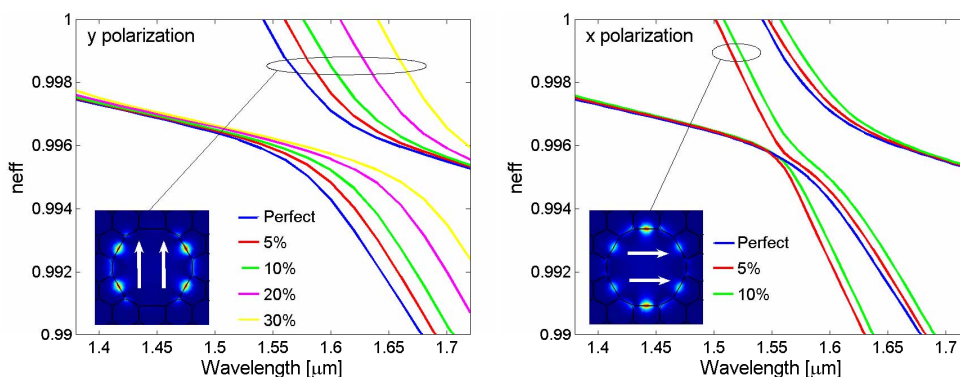 y polarization
neff
1
0.998
0.996
0.994
0.992
0.99
Perfect
5%
10%
20%
30%
1.4 1.45 1.5 1.55 1.6 1.65 1.7
Wavelength [μm]
x polarization
neff
1
0.998
0.996
0.994
0.992
0.99
Perfect
5%
10%
1.4 1.45 1.5 1.55 1.6 1.65 1.7
Wavelength [μm]